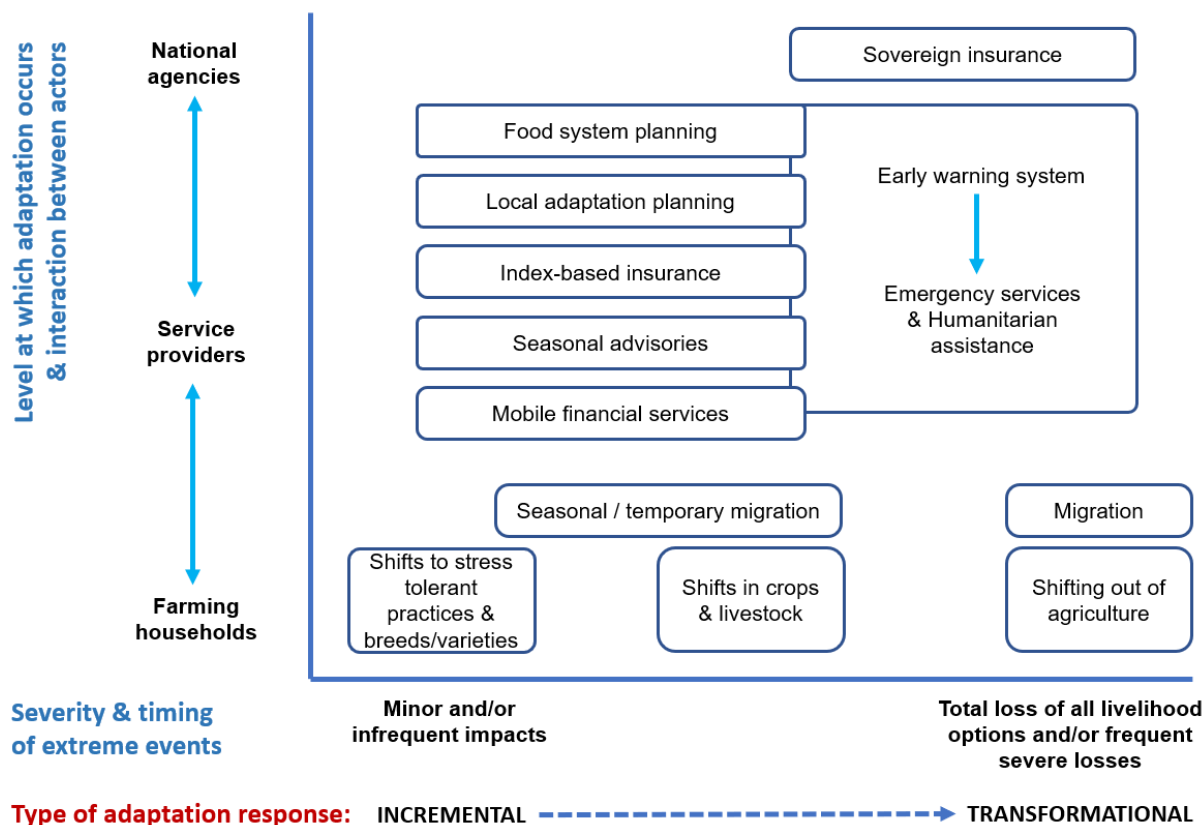 Level at which adaptation occurs
& interaction between actors
National
agencies
Service
providers
Farming
households
Sovereign insurance
Food system planning
Local adaptation planning
Index-based insurance
Seasonal advisories
Mobile financial services
Early warning system
Emergency services
& Humanitarian
assistance
Seasonal / temporary migration
Migration
Shifts to stress
tolerant
practices &
breeds/varieties
Shifts in crops
& livestock
Shifting out of
agriculture
Severity & timing
of extreme events
Minor and/or
infrequent impacts
Total loss of all livelihood
options and/or frequent
severe losses
Type of adaptation response: INCREMENTAL TRANSFORMATIONAL